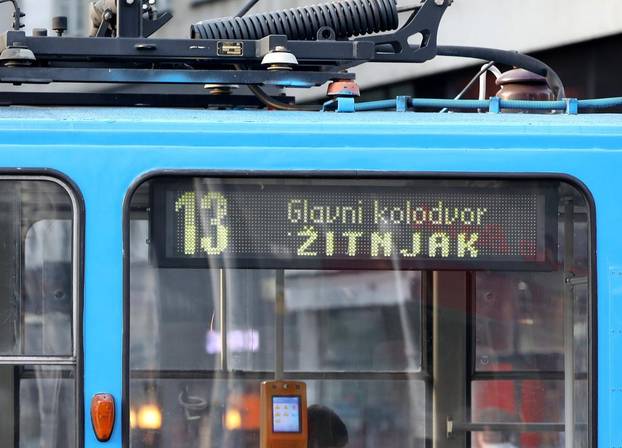 13
Glavni kolodvor
ŽITNJAK